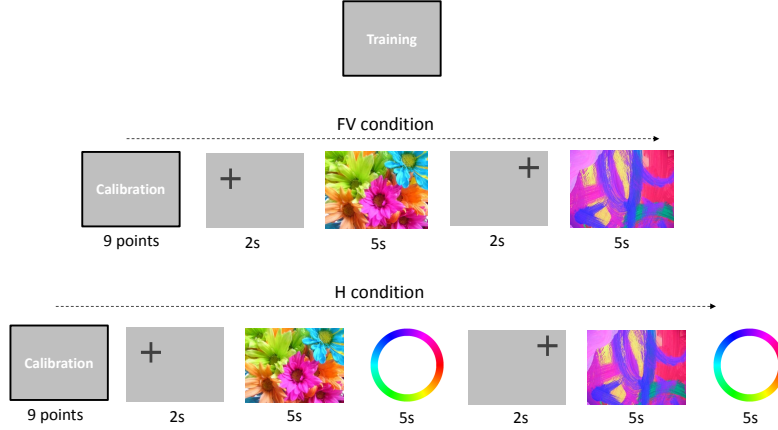 Training
FV condition
Calibration
9 points
2s
5s
2s
5s
H condition
Calibration
9 points
2s
5s
5s
2s
5s
5s